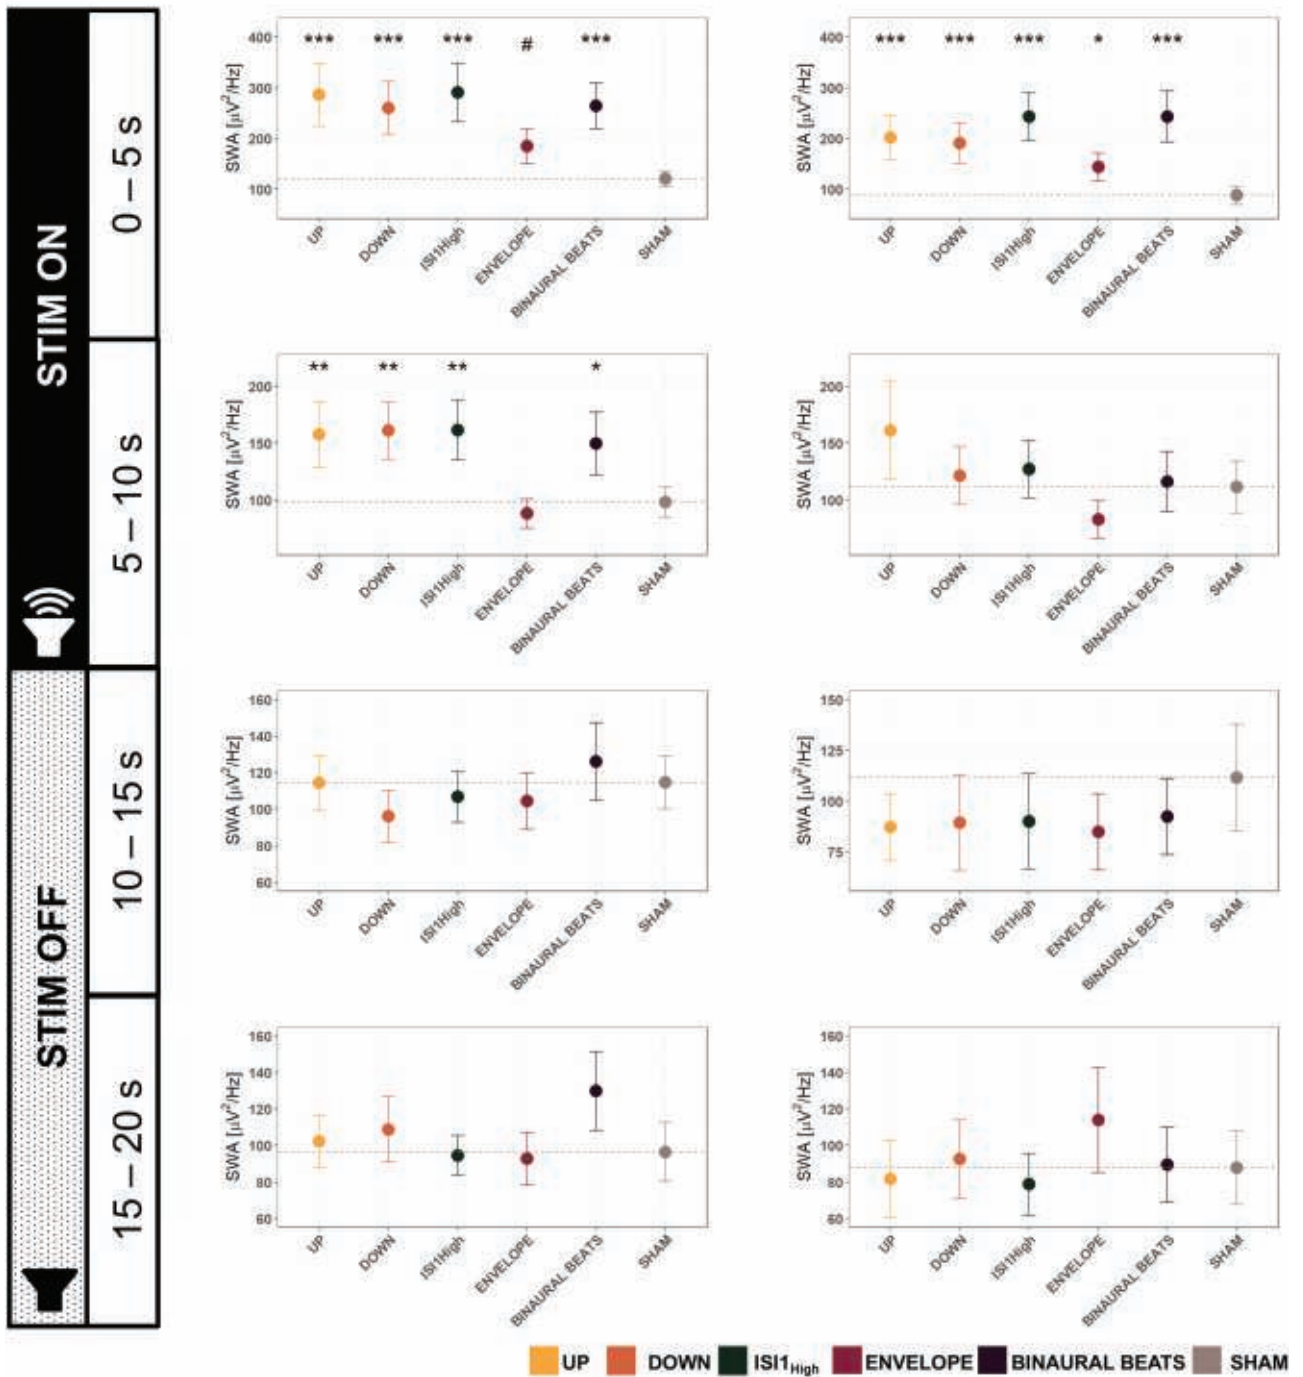 STIM ON
0 – 5 s
SWA [µV²/Hz]
400
300
200
100
*** *** *** # ***
UP DOWN ISI1High ENVELOPE BINAURAL BEATS SHAM
SWA [µV²/Hz]
400
300
200
100
*** *** *** * ***
UP DOWN ISI1High ENVELOPE BINAURAL BEATS SHAM
5 – 10 s
SWA [µV²/Hz]
200
150
100
** ** ** *
UP DOWN ISI1High ENVELOPE BINAURAL BEATS SHAM
SWA [µV²/Hz]
200
150
100
UP DOWN ISI1High ENVELOPE BINAURAL BEATS SHAM
STIM OFF
10 – 15 s
SWA [µV²/Hz]
160
140
120
100
80
60
UP DOWN ISI1High ENVELOPE BINAURAL BEATS SHAM
SWA [µV²/Hz]
150
125
100
75
UP DOWN ISI1High ENVELOPE BINAURAL BEATS SHAM
15 – 20 s
SWA [µV²/Hz]
160
140
120
100
80
60
UP DOWN ISI1High ENVELOPE BINAURAL BEATS SHAM
SWA [µV²/Hz]
160
140
120
100
80
60
UP DOWN ISI1High ENVELOPE BINAURAL BEATS SHAM
UP DOWN ISI1High ENVELOPE BINAURAL BEATS SHAM